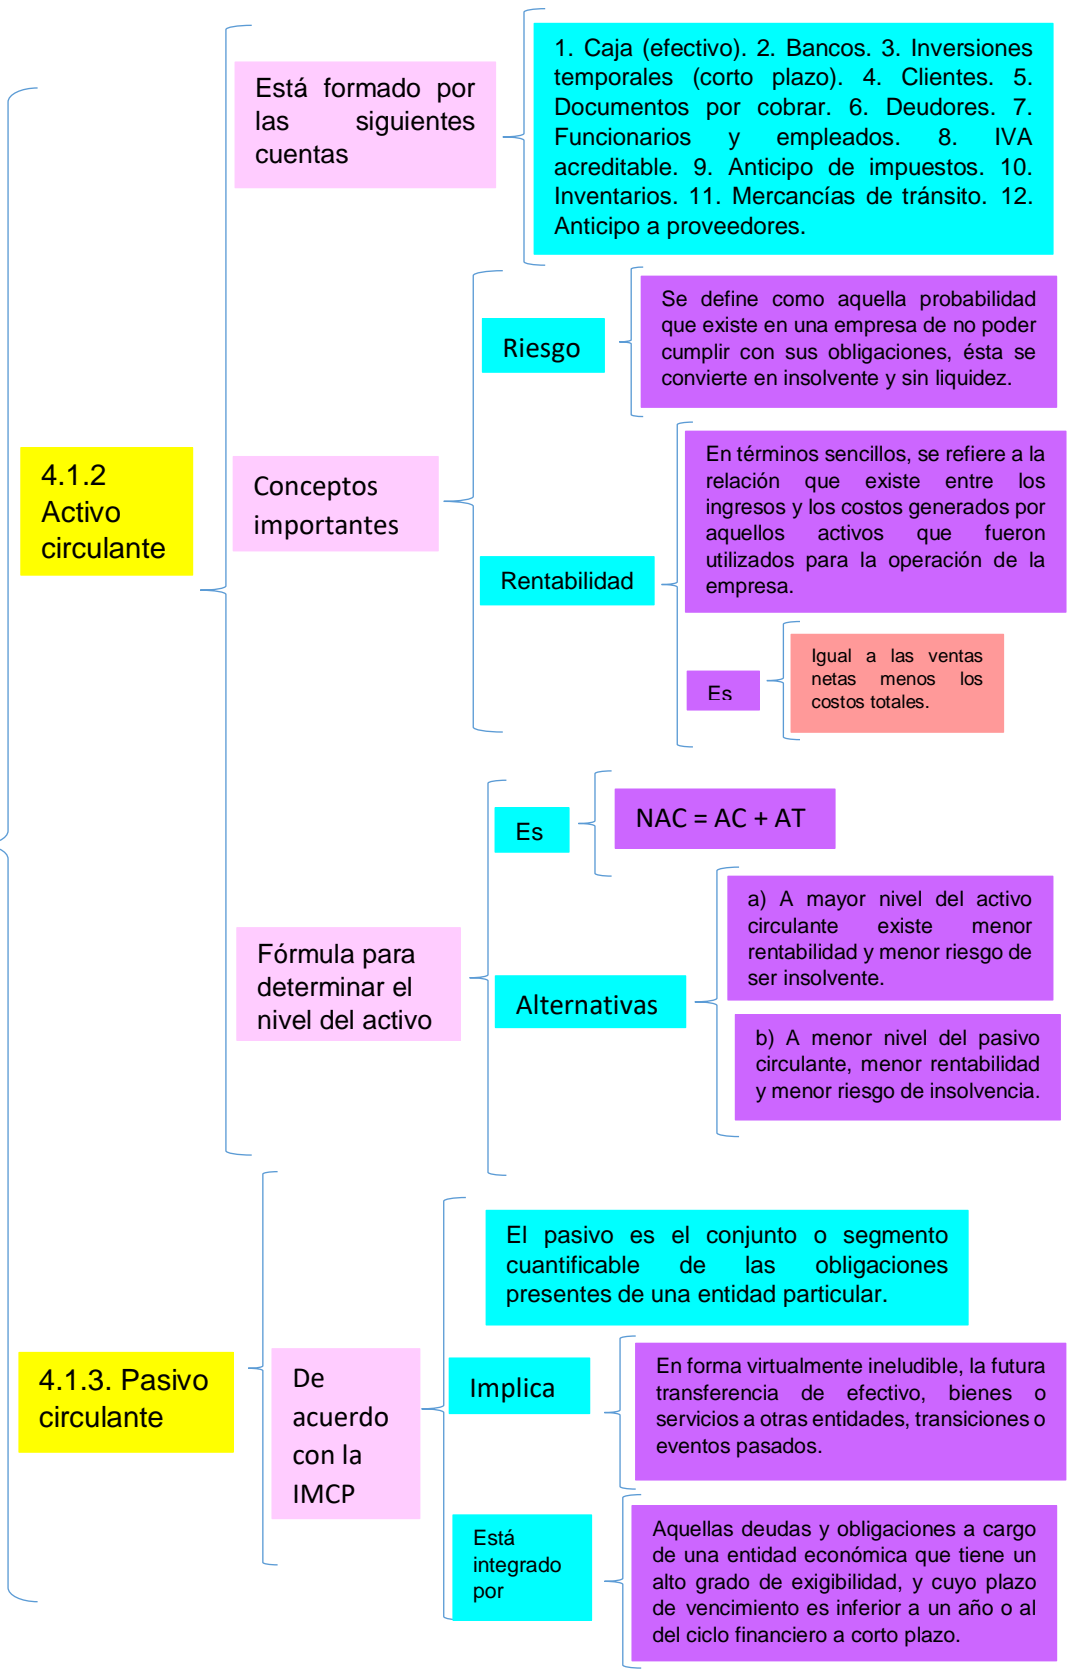 Está formado por
las siguientes
cuentas
1. Caja (efectivo). 2. Bancos. 3. Inversiones
temporales (corto plazo). 4. Clientes. 5.
Documentos por cobrar. 6. Deudores. 7.
Funcionarios y empleados. 8. IVA
acreditable. 9. Anticipo de impuestos. 10.
Inventarios. 11. Mercancías de tránsito. 12.
Anticipo a proveedores.
4.1.2
Activo
circulante
Conceptos
importantes
Riesgo
Se define como aquella probabilidad
que existe en una empresa de no poder
cumplir con sus obligaciones, ésta se
convierte en insolvente y sin liquidez.
Rentabilidad
En términos sencillos, se refiere a la
relación que existe entre los
ingresos y los costos generados por
aquellos activos que fueron
utilizados para la operación de la
empresa.
Es
Igual a las ventas
netas menos los
costos totales.
Fórmula para
determinar el
nivel del activo
Es
NAC = AC + AT
Alternativas
a) A mayor nivel del activo
circulante existe menor
rentabilidad y menor riesgo de
ser insolvente.
b) A menor nivel del pasivo
circulante, menor rentabilidad
y menor riesgo de insolvencia.
4.1.3. Pasivo
circulante
De
acuerdo
con la
IMCP
El pasivo es el conjunto o segmento
cuantificable de las obligaciones
presentes de una entidad particular.
Implica
En forma virtualmente ineludible, la futura
transferencia de efectivo, bienes o
servicios a otras entidades, transiciones o
eventos pasados.
Está
integrado
por
Aquellas deudas y obligaciones a cargo
de una entidad económica que tiene un
alto grado de exigibilidad, y cuyo plazo
de vencimiento es inferior a un año o al
del ciclo financiero a corto plazo.